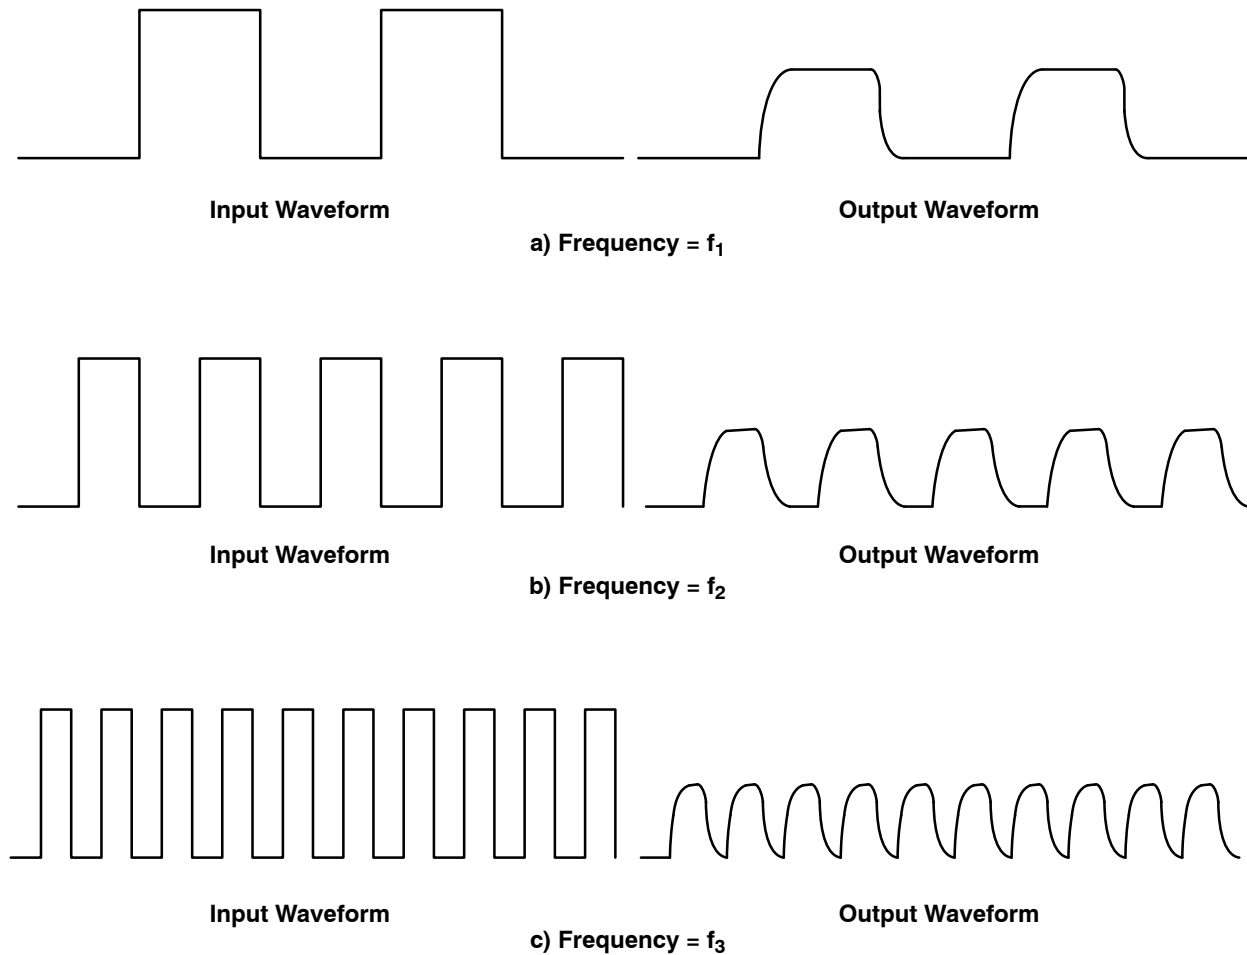 Input Waveform
Output Waveform
a) Frequency = f₁
Input Waveform
Output Waveform
b) Frequency = f₂
Input Waveform
Output Waveform
c) Frequency = f₃